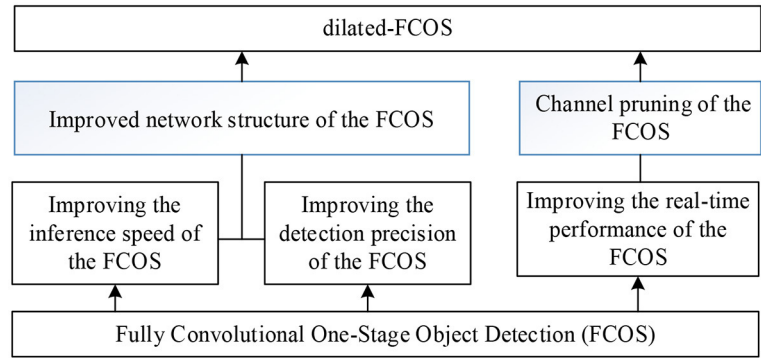 dilated-FCOS
Improved network structure of the FCOS
Channel pruning of the
FCOS
Improving the
inference speed of
the FCOS
Improving the
detection precision
of the FCOS
Improving the real-time
performance of the
FCOS
Fully Convolutional One-Stage Object Detection (FCOS)